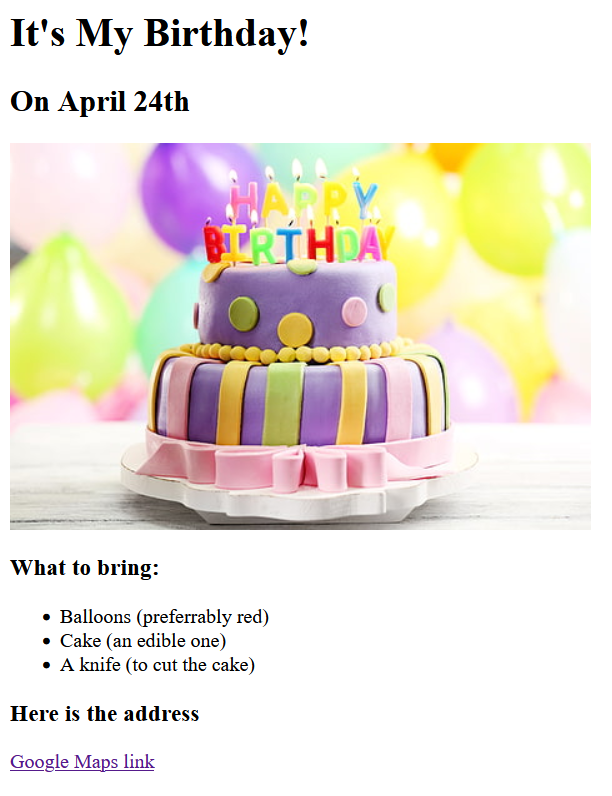 It's My Birthday!
On April 24th
HAPPY
BIRTHDAY
What to bring:
Balloons (preferrably red)
Cake (an edible one)
A knife (to cut the cake)
Here is the address
Google Maps link